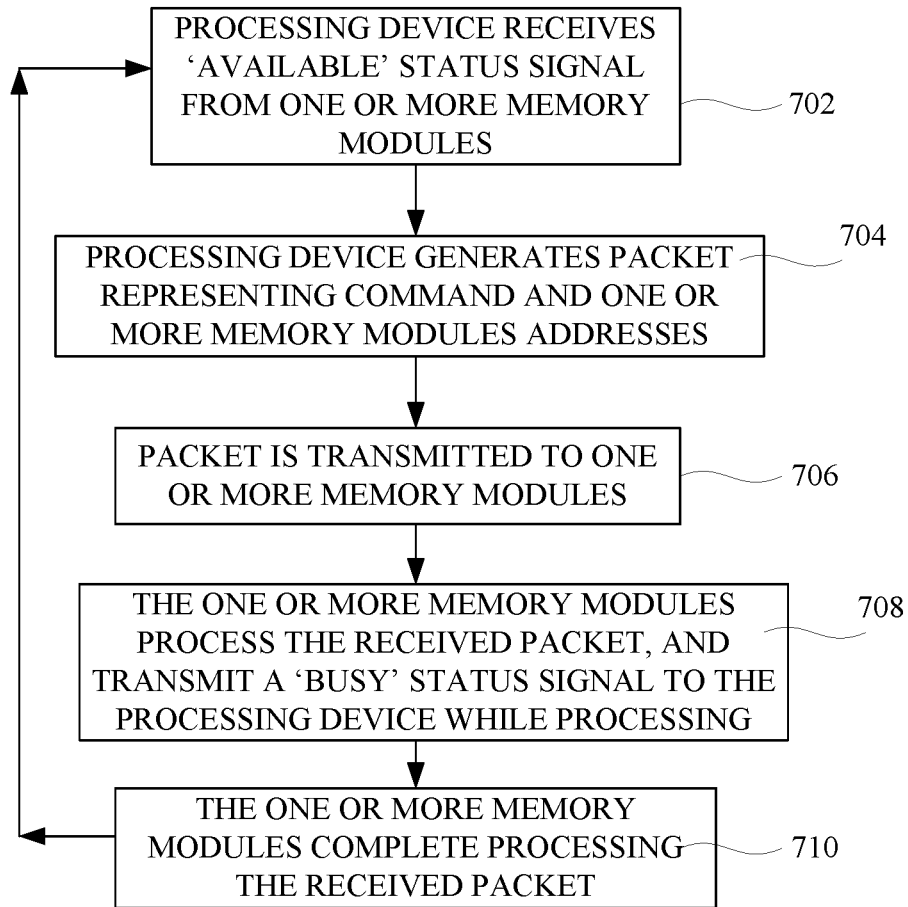 PROCESSING DEVICE RECEIVES
‘AVAILABLE’ STATUS SIGNAL
FROM ONE OR MORE MEMORY
MODULES
702
PROCESSING DEVICE GENERATES PACKET
REPRESENTING COMMAND AND ONE OR
MORE MEMORY MODULES ADDRESSES
704
PACKET IS TRANSMITTED TO ONE
OR MORE MEMORY MODULES
706
THE ONE OR MORE MEMORY MODULES
PROCESS THE RECEIVED PACKET, AND
TRANSMIT A ‘BUSY’ STATUS SIGNAL TO THE
PROCESSING DEVICE WHILE PROCESSING
708
THE ONE OR MORE MEMORY
MODULES COMPLETE PROCESSING
THE RECEIVED PACKET
710